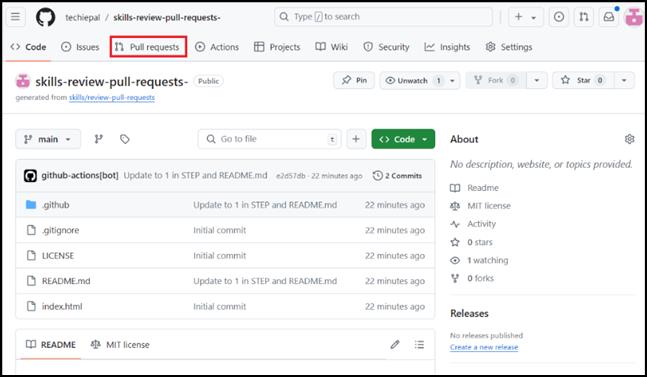 techiepal / skills-review-pull-requests-
Type / to search
Code Issues Pull requests Actions Projects Wiki Security Insights Settings
skills-review-pull-requests- Public
Pin Unwatch 1 Fork 0 Star 0
generated from skills/review-pull-requests
main Go to file t Code
About
No description, website, or topics provided.
github-actions[bot] Update to 1 in STEP and README.md e2d57db · 22 minutes ago 2 Commits
.github Update to 1 in STEP and README.md 22 minutes ago
.gitignore Initial commit 22 minutes ago
LICENSE Initial commit 22 minutes ago
README.md Update to 1 in STEP and README.md 22 minutes ago
index.html Initial commit 22 minutes ago
README MIT license
Readme
MIT license
Activity
0 stars
1 watching
0 forks
Releases
No releases published
Create a new release